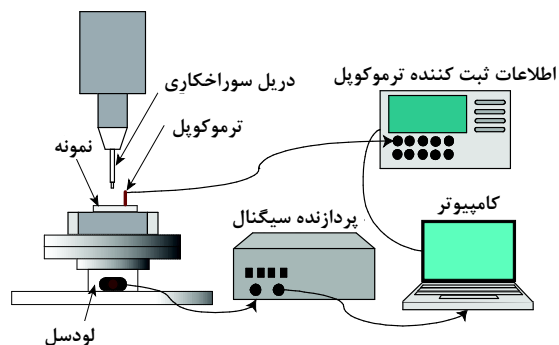 اطلاعات ثبت کننده ترموکوپل
دریل سوراخکاری
ترموکوپل
نمونه
کامپیوتر
پردازنده سیگنال
لودسل